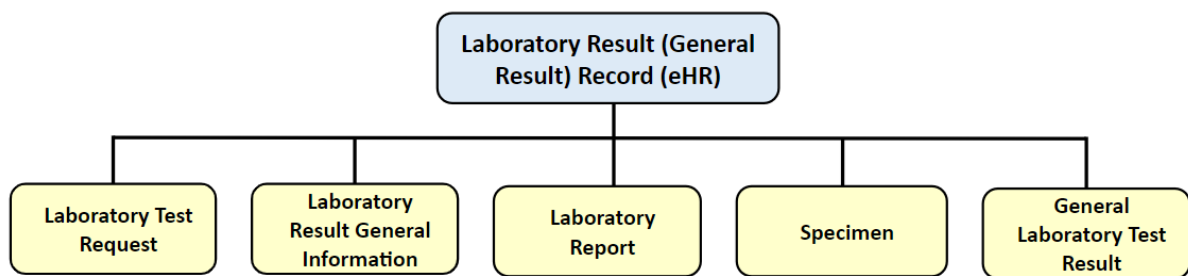 Laboratory Result (General
Result) Record (eHR)
Laboratory Test
Request
Laboratory
Result General
Information
Laboratory
Report
Specimen
General
Laboratory Test
Result